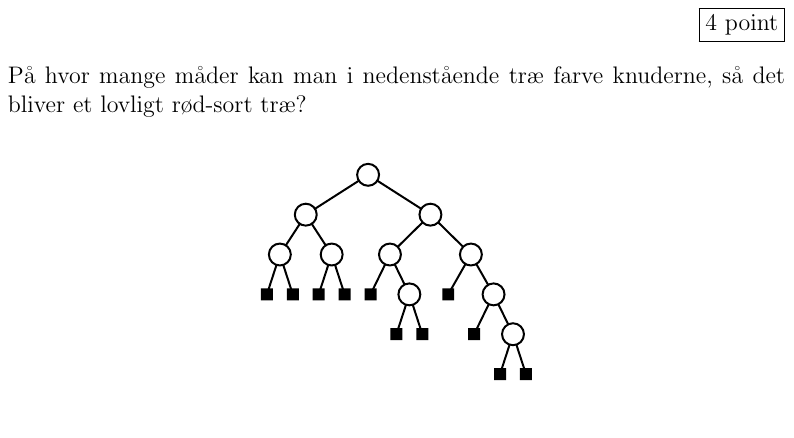 4 point
På hvor mange måder kan man i nedenstående træ farve knuderne, så det
bliver et lovligt rød-sort træ?